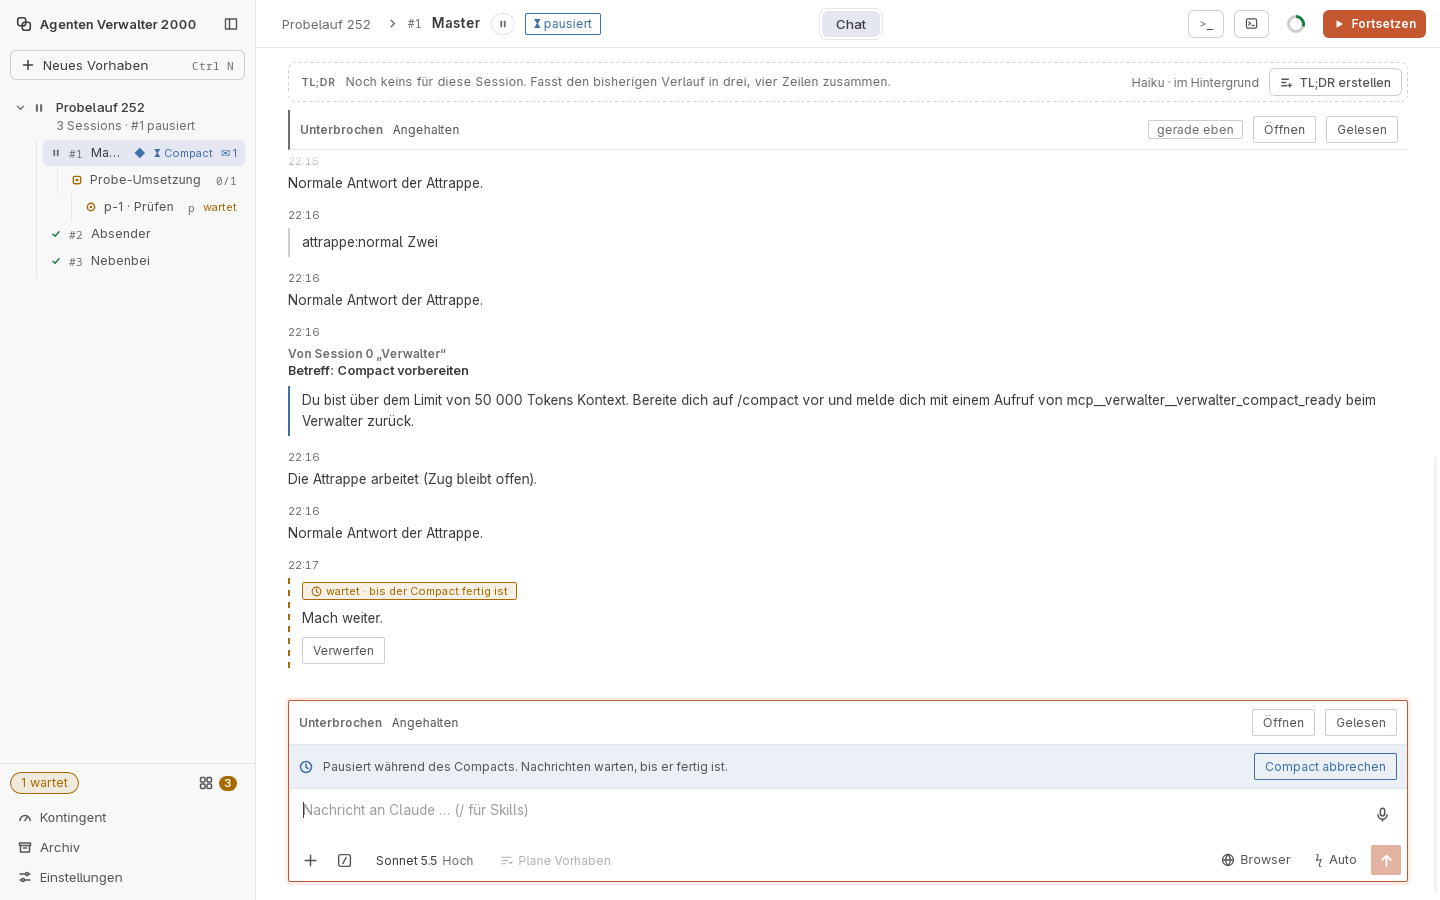 Agenten Verwalter 2000
Neues Vorhaben Ctrl N
Probelauf 252
3 Sessions · #1 pausiert
#1 Ma… Compact 1
Probe-Umsetzung 0/1
p-1 · Prüfen p wartet
#2 Absender
#3 Nebenbei
1 wartet 3
Kontingent
Archiv
Einstellungen
Probelauf 252 #1 Master pausiert
Chat
>_
Fortsetzen
TL;DR Noch keins für diese Session. Fasst den bisherigen Verlauf in drei, vier Zeilen zusammen. Haiku · im Hintergrund TL;DR erstellen
Unterbrochen Angehalten gerade eben Öffnen Gelesen
22:15
Normale Antwort der Attrappe.
22:16
attrappe:normal Zwei
22:16
Normale Antwort der Attrappe.
22:16
Von Session 0 „Verwalter“
Betreff: Compact vorbereiten
Du bist über dem Limit von 50 000 Tokens Kontext. Bereite dich auf /compact vor und melde dich mit einem Aufruf von mcp__verwalter__verwalter_compact_ready beim
Verwalter zurück.
22:16
Die Attrappe arbeitet (Zug bleibt offen).
22:16
Normale Antwort der Attrappe.
22:17
wartet · bis der Compact fertig ist
Mach weiter.
Verwerfen
Unterbrochen Angehalten Öffnen Gelesen
Pausiert während des Compacts. Nachrichten warten, bis er fertig ist. Compact abbrechen
Nachricht an Claude … (/ für Skills)
Sonnet 5.5 Hoch Plane Vorhaben Browser Auto